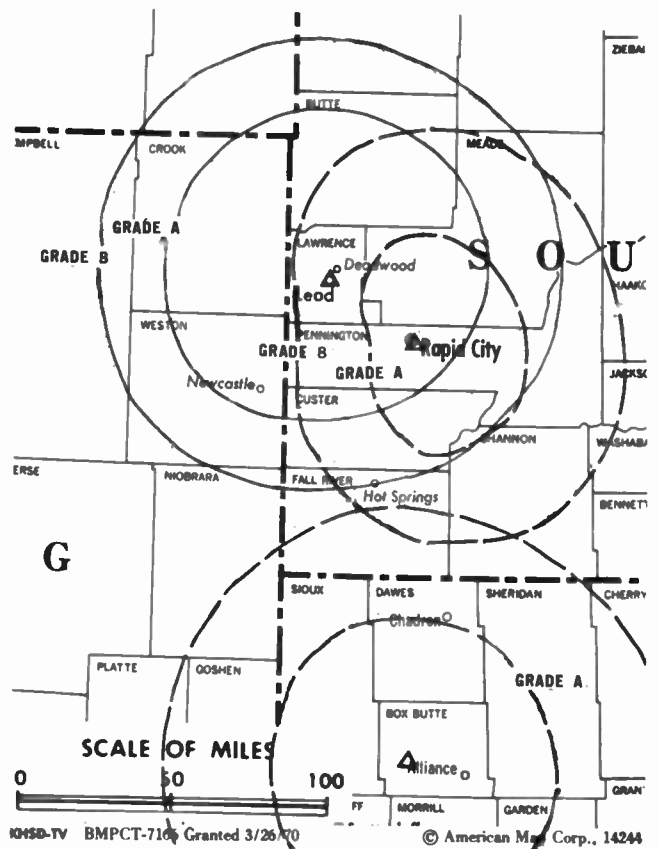 ZIEBA
BUTTE
MPBELL
CROOK
MEADE
GRADE A
GRADE B
LAWRENCE
Deadwood
S O U
Lead
HAAKO
WESTON
PENNINGTON
GRADE B
Rapid City
GRADE A
JACKSO
Newcastle
CUSTER
SHANNON
WASHABA
ERSE
NIOBRARA
FALL RIVER
Hot Springs
BENNETT
G
SIOUX
DAWES
SHERIDAN
CHERRY
Chadron
PLATTE
GOSHEN
GRADE A
BOX BUTTE
SCALE OF MILES
Alliance
0 50 100
GRAN
FF
MORRILL
GARDEN
KHSD-TV BMPCT-7165 Granted 3/26/70
© American Map Corp., 14244